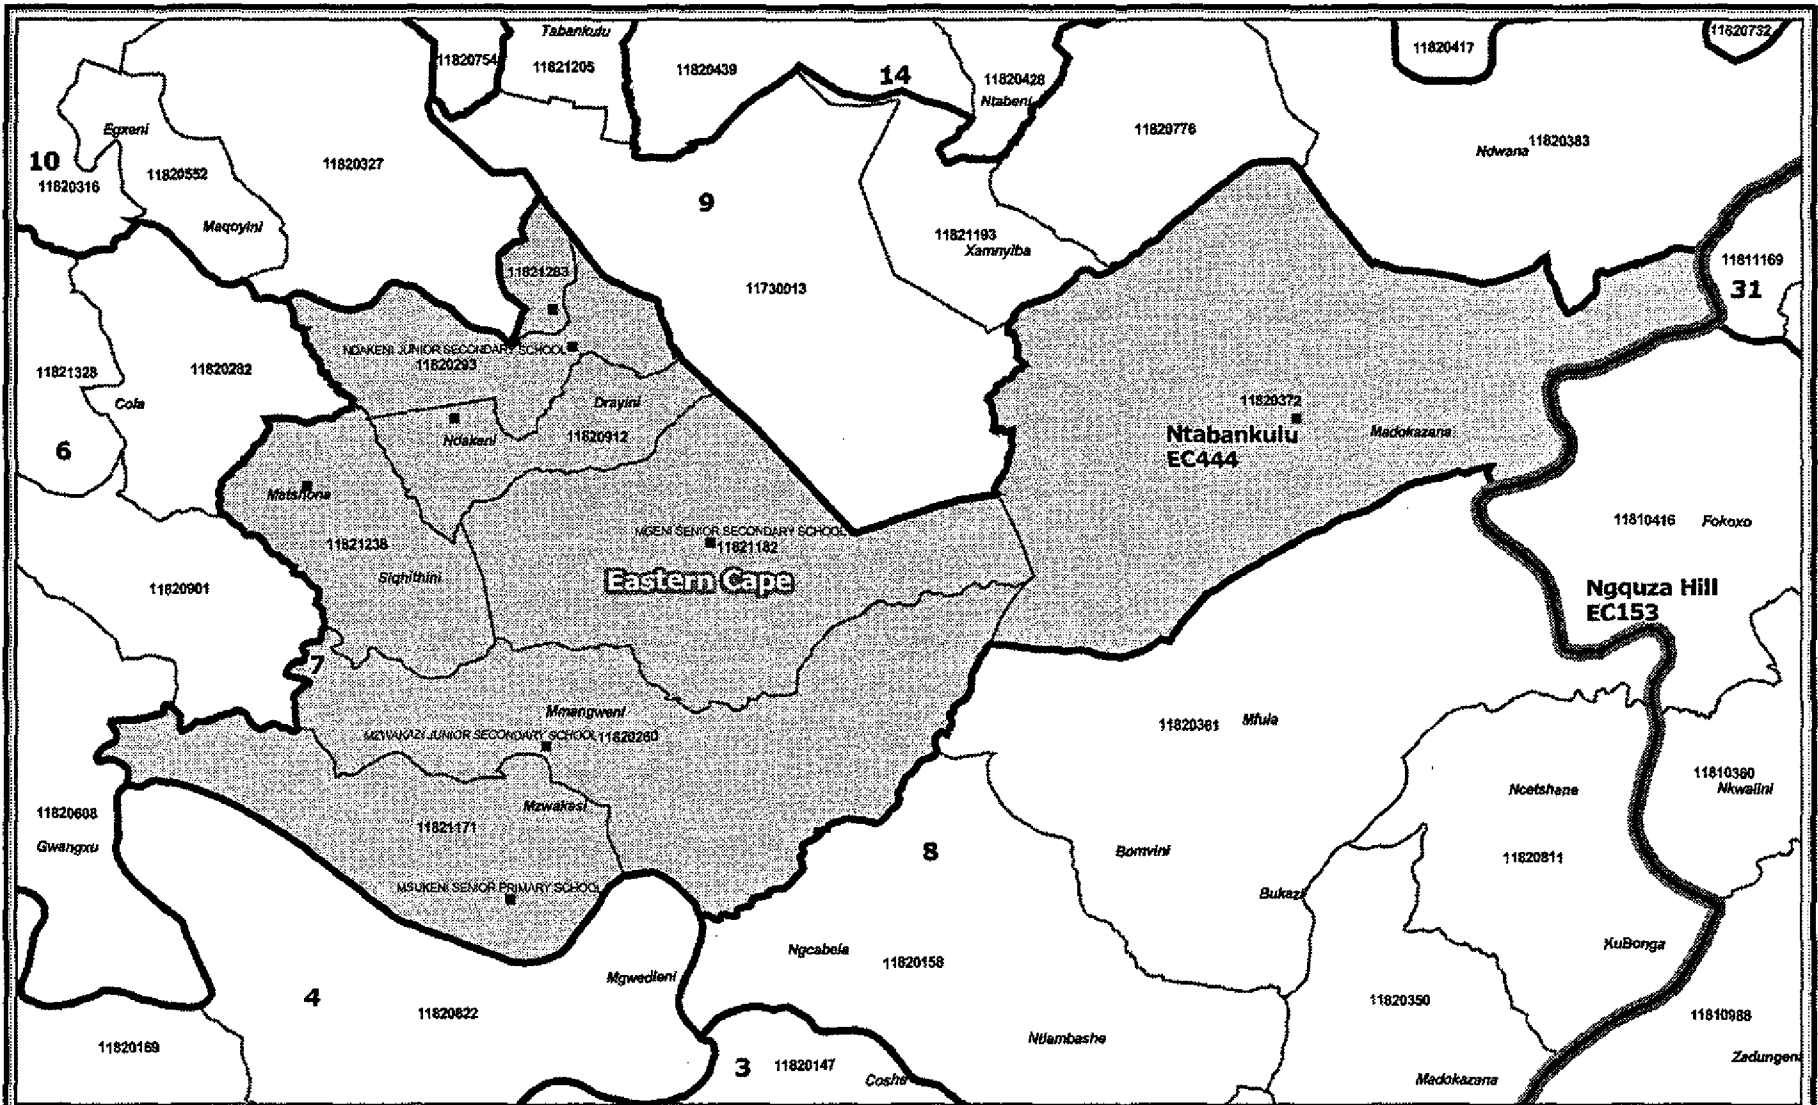 Tabankulu
11820732
11820754
11821205
11820439
14
11820428
Ntabeni
11820417
11820776
Ndwana
11820383
Egxeni
10
11820316
11820552
11820327
Maqoyini
9
11821193
Xamnyiba
11811169
31
11821283
11730013
NDAKENI JUNIOR SECONDARY SCHOOL
11820293
11821328
11820282
Cola
Drayini
11820372
Ndakeni
11820912
Ntabankulu
EC444
Madokazana
6
Matshona
11821238
MGENI SENIOR SECONDARY SCHOOL
11821182
11810416
Fokoxo
Siqhithini
Eastern Cape
11820901
Ngquza Hill
EC153
7
Mmangweni
11820361
Mfula
MZWAKAZI JUNIOR SECONDARY SCHOOL
11820260
11810360
Nkwalini
Ncetshane
11820608
Gwangxu
Mzwakasi
11821171
8
Bomvini
11820811
MSUKENI SENIOR PRIMARY SCHOOL
Bukazi
XuBonga
Ngcabela
11820158
Mgwedleni
4
11820822
11820350
11810988
11820169
Ntlambashe
3
11820147
Coshe
Madokazana